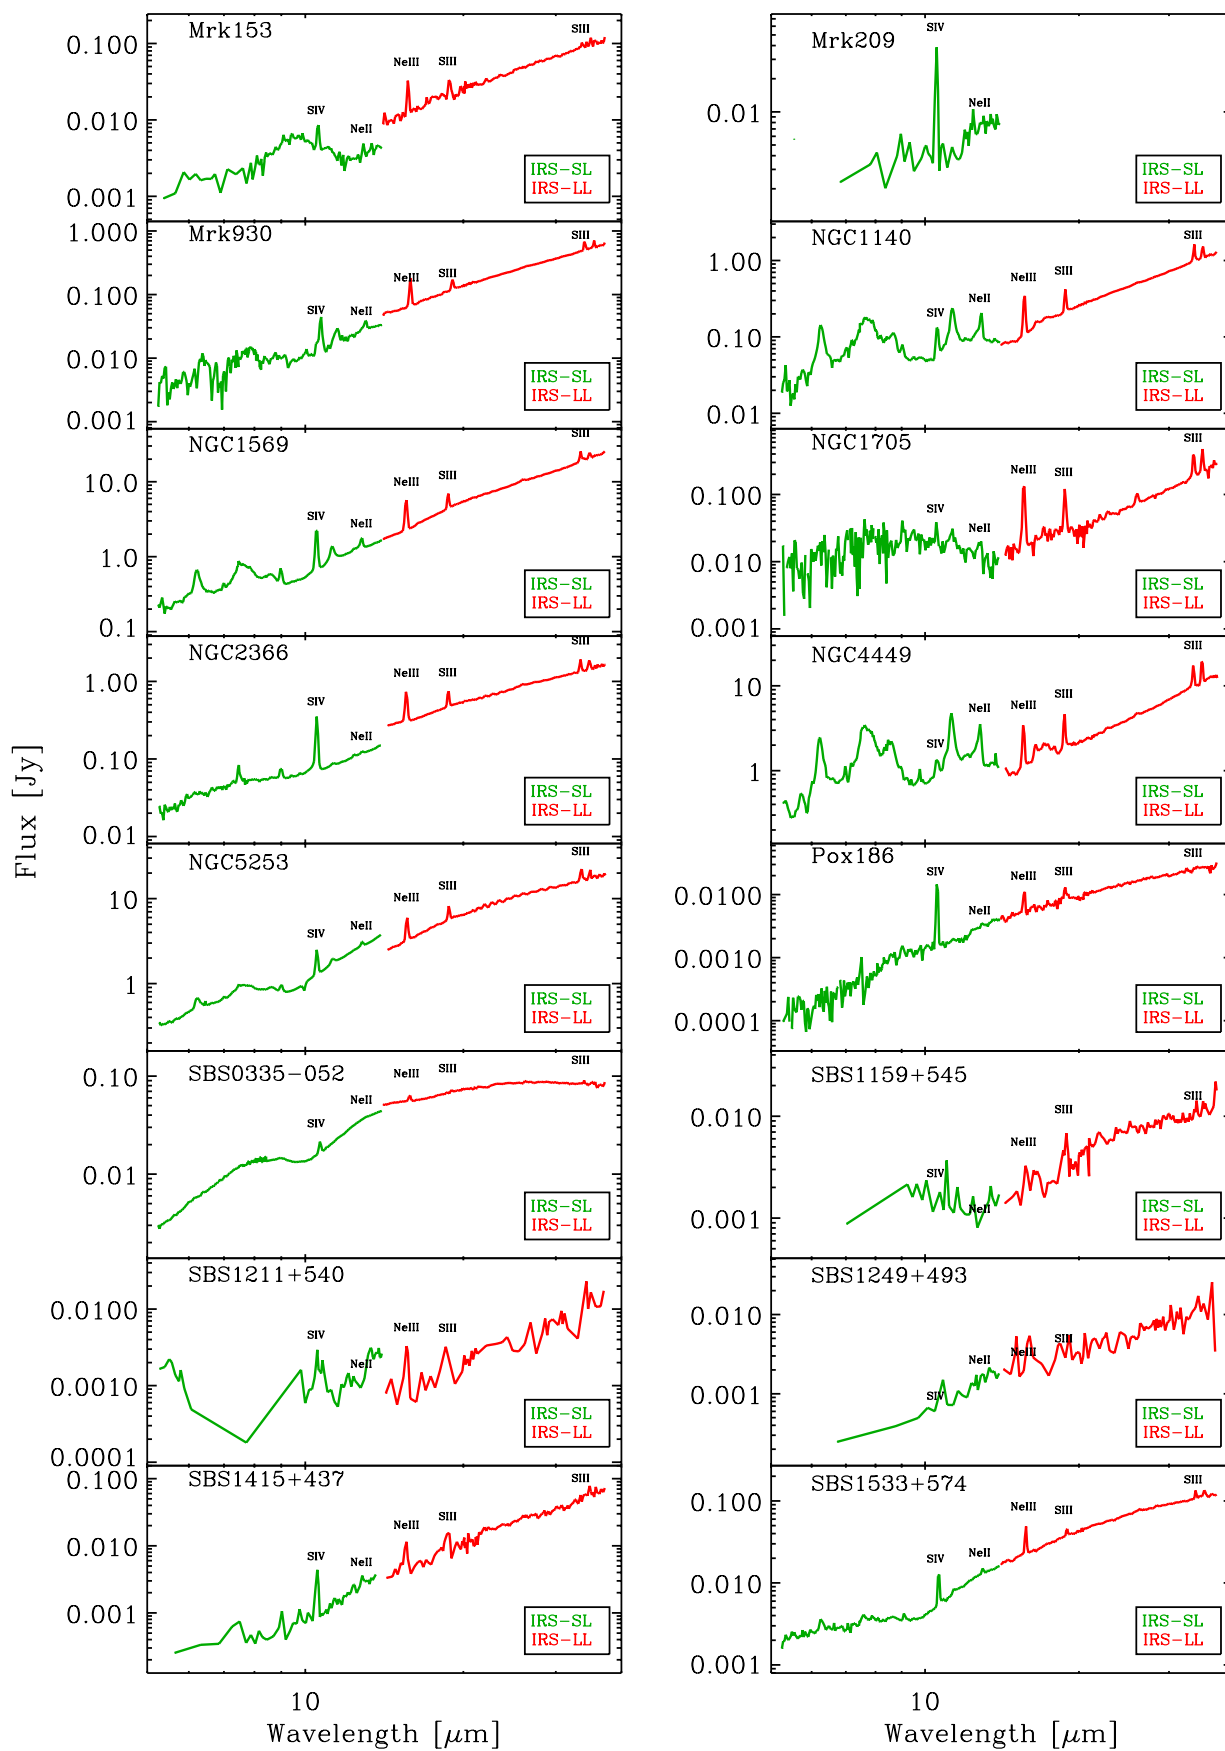 Flux [Jy]
Mrk153
SIV
NeII
NeIII
SIII
SIII
0.100
0.010
0.001
IRS-SL
IRS-LL
Mrk209
SIV
NeII
0.01
IRS-SL
IRS-LL
Mrk930
SIV
NeII
NeIII
SIII
SIII
1.000
0.100
0.010
0.001
IRS-SL
IRS-LL
NGC1140
SIV
NeII
NeIII
SIII
SIII
1.00
0.10
0.01
IRS-SL
IRS-LL
NGC1569
SIV
NeII
NeIII
SIII
SIII
10.0
1.0
0.1
IRS-SL
IRS-LL
NGC1705
SIV
NeII
NeIII
SIII
SIII
0.100
0.010
0.001
IRS-SL
IRS-LL
NGC2366
SIV
NeII
NeIII
SIII
SIII
1.00
0.10
0.01
IRS-SL
IRS-LL
NGC4449
SIV
NeII
NeIII
SIII
SIII
10
1
IRS-SL
IRS-LL
NGC5253
SIV
NeII
NeIII
SIII
SIII
10
1
IRS-SL
IRS-LL
Pox186
SIV
NeII
NeIII
SIII
SIII
0.0100
0.0010
0.0001
IRS-SL
IRS-LL
SBS0335-052
SIV
NeII
NeIII
SIII
SIII
0.10
0.01
IRS-SL
IRS-LL
SBS1159+545
SIV
NeII
NeIII
SIII
SIII
0.010
0.001
IRS-SL
IRS-LL
SBS1211+540
SIV
NeII
NeIII
SIII
0.0100
0.0010
0.0001
IRS-SL
IRS-LL
SBS1249+493
SIV
NeIII
SIII
0.010
0.001
IRS-SL
IRS-LL
SBS1415+437
SIV
NeII
NeIII
SIII
SIII
0.100
0.010
0.001
IRS-SL
IRS-LL
SBS1533+574
SIV
NeII
NeIII
SIII
SIII
0.100
0.010
0.001
IRS-SL
IRS-LL
10
Wavelength [μm]
10
Wavelength [μm]